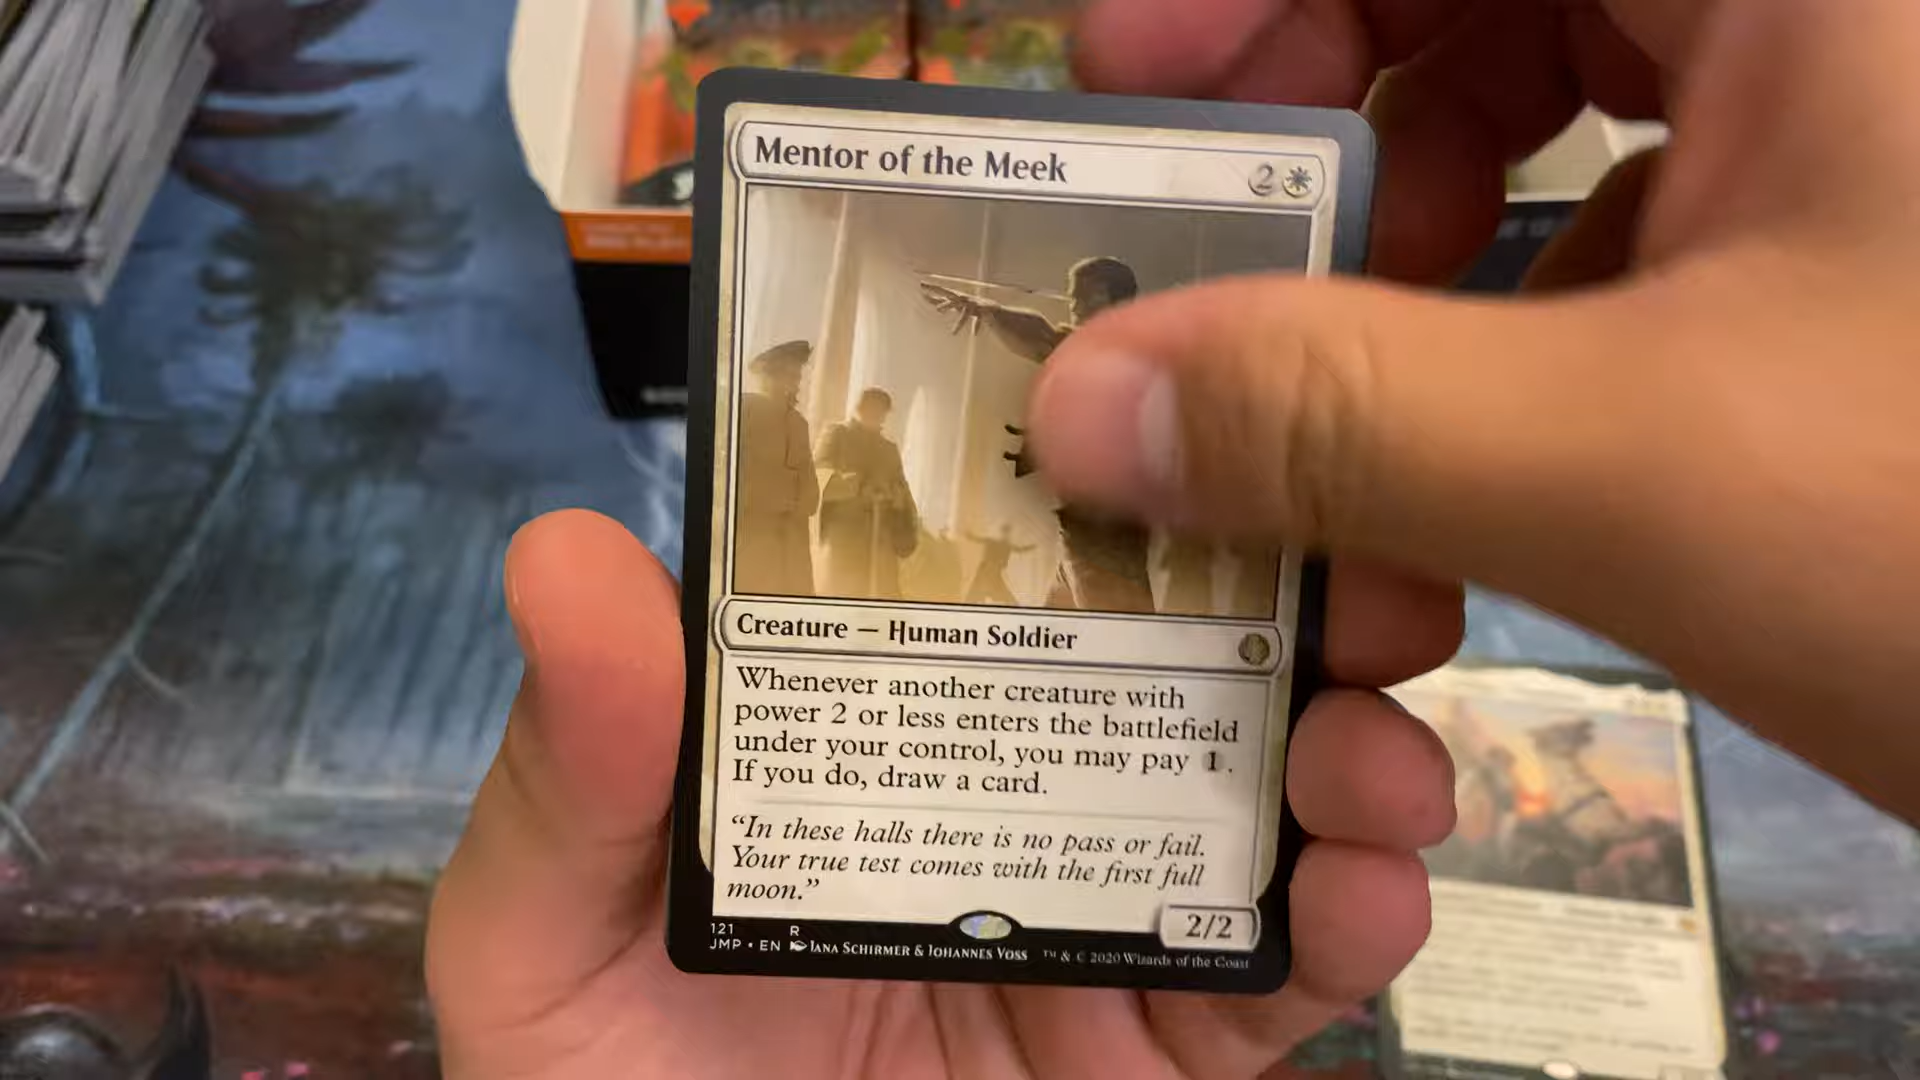 Mentor of the Meek 2
Creature — Human Soldier
Whenever another creature with
power 2 or less enters the battlefield
under your control, you may pay 1.
If you do, draw a card.
“In these halls there is no pass or fail.
Your true test comes with the first full
moon.”
2/2
121 R
JMP • EN Jana Schirmer & Johannes Voss ™ & © 2020 Wizards of the Coast